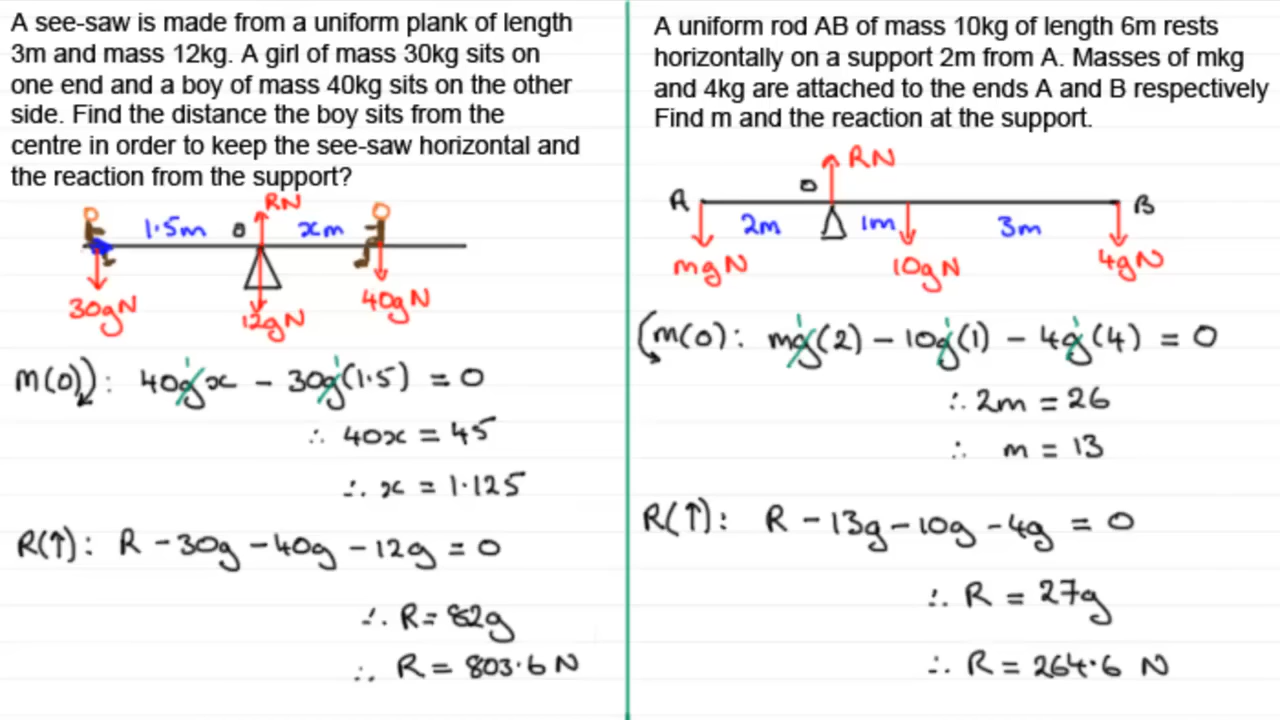 A see-saw is made from a uniform plank of length
3m and mass 12kg. A girl of mass 30kg sits on
one end and a boy of mass 40kg sits on the other
side. Find the distance the boy sits from the
centre in order to keep the see-saw horizontal and
the reaction from the support?
RN
1.5m O xm
30gN
12gN
40gN
M(O): 40gx - 30g(1.5) = 0
1 1
∴ 40x = 45
∴ x = 1.125
R(↑): R - 30g - 40g - 12g = 0
∴ R = 82g
∴ R = 803.6 N
A uniform rod AB of mass 10kg of length 6m rests
horizontally on a support 2m from A. Masses of mkg
and 4kg are attached to the ends A and B respectively
Find m and the reaction at the support.
RN
O
A B
2m 1m 3m
mgN 10gN 4gN
M(O): mg(2) - 10g(1) - 4g(4) = 0
1 1 1
∴ 2m = 26
∴ m = 13
R(↑): R - 13g - 10g - 4g = 0
∴ R = 27g
∴ R = 264.6 N